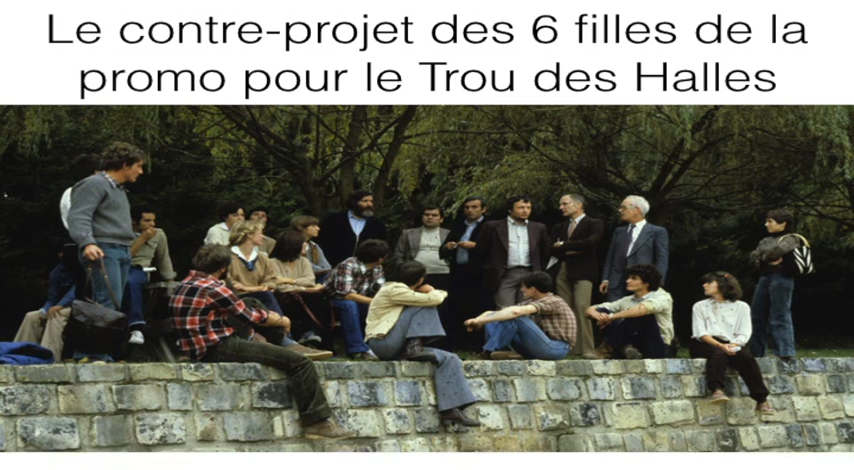 Le contre-projet des 6 filles de la
promo pour le Trou des Halles